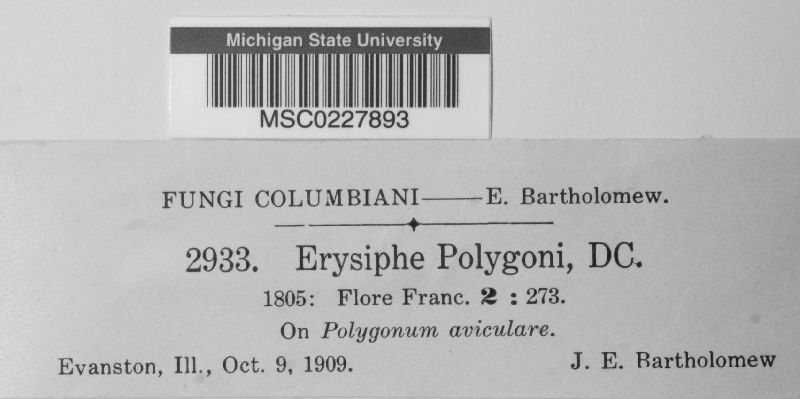 Michigan State University
MSC0227893
FUNGI COLUMBIANI——E. Bartholomew.
2933. Erysiphe Polygoni, DC.
1805: Flore Franc. 2 : 273.
On Polygonum aviculare.
Evanston, Ill., Oct. 9, 1909. J. E. Bartholomew